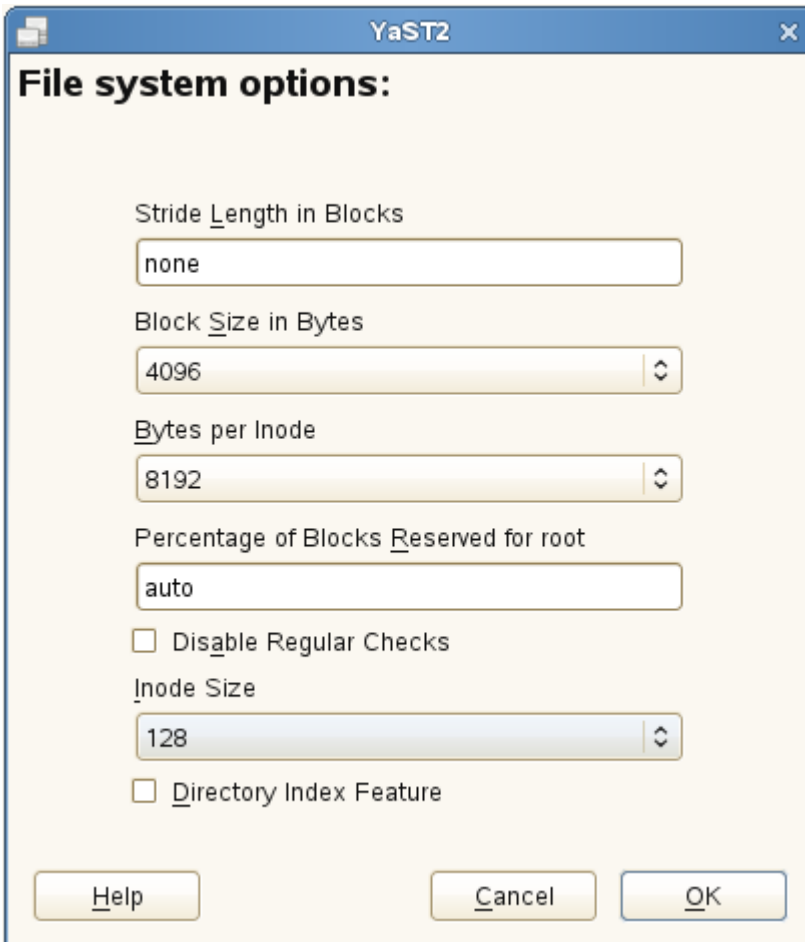 YaST2
File system options:
Stride Length in Blocks
none
Block Size in Bytes
4096
Bytes per Inode
8192
Percentage of Blocks Reserved for root
auto
Disable Regular Checks
Inode Size
128
Directory Index Feature
Help
Cancel
OK